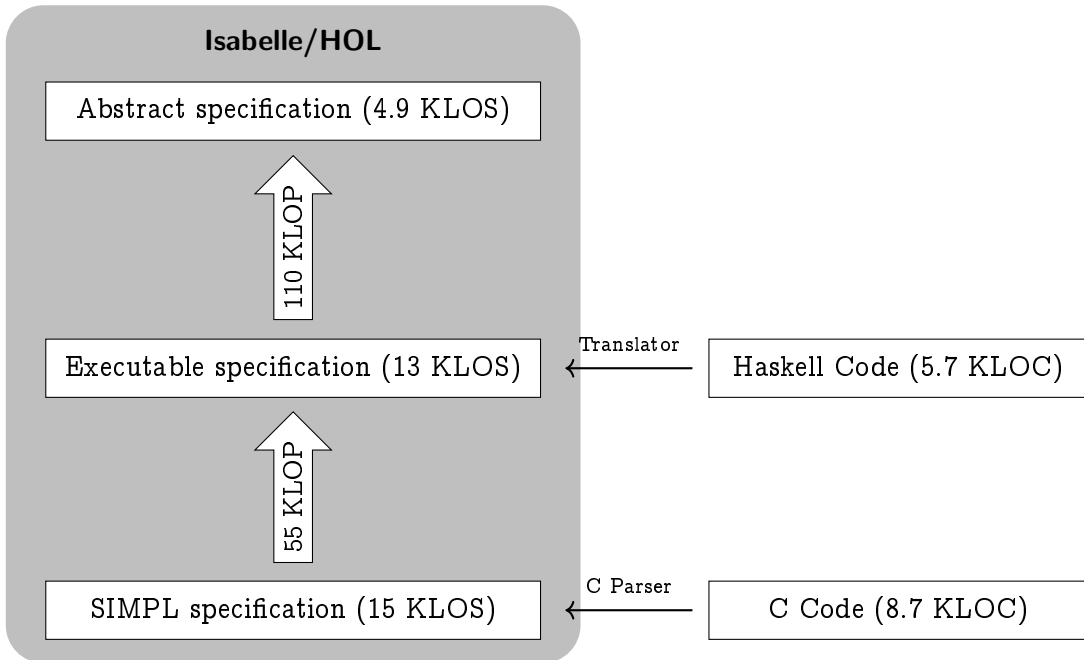 Isabelle/HOL
Abstract specification (4.9 KLOS)
110 KLOP
Executable specification (13 KLOS)
Translator
Haskell Code (5.7 KLOC)
55 KLOP
SIMPL specification (15 KLOS)
C Parser
C Code (8.7 KLOC)